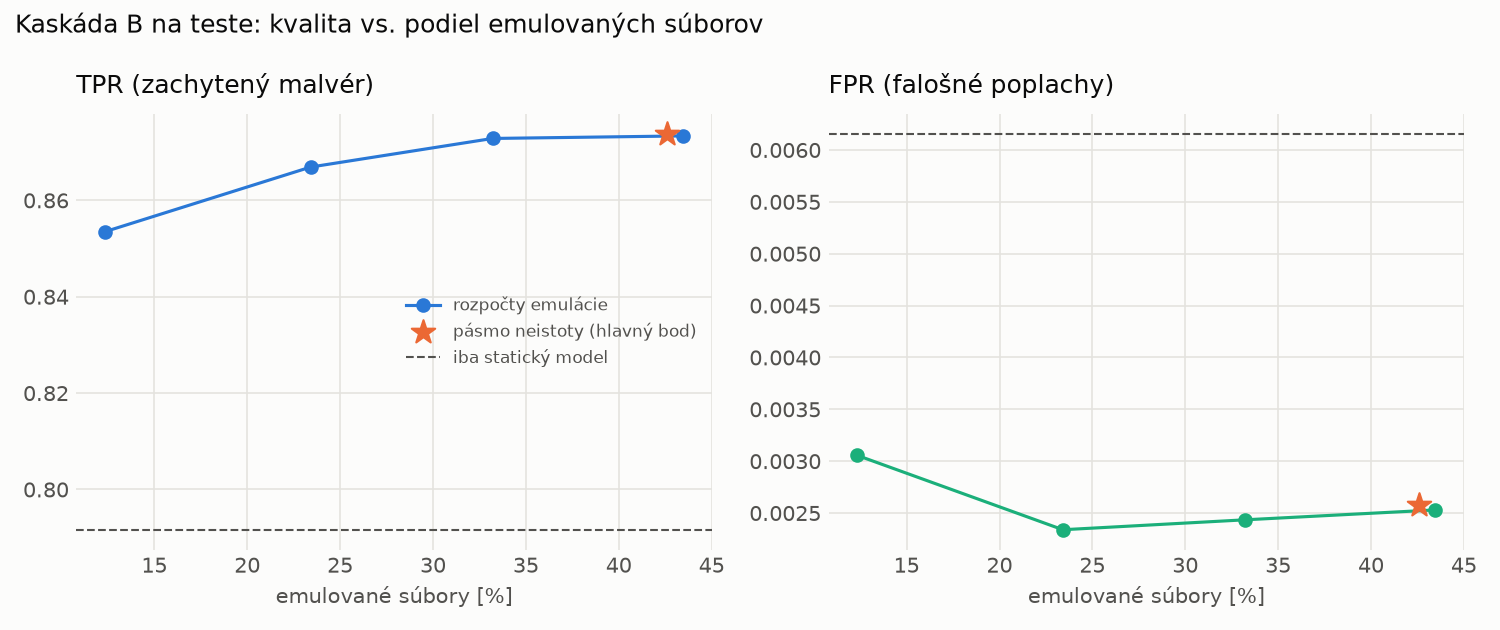 Kaskáda B na teste: kvalita vs. podiel emulovaných súborov
TPR (zachytený malvér)
0.86
0.84
0.82
0.80
rozpočty emulácie
pásmo neistoty (hlavný bod)
iba statický model
15 20 25 30 35 40 45
emulované súbory [%]
FPR (falošné poplachy)
0.0060
0.0055
0.0050
0.0045
0.0040
0.0035
0.0030
0.0025
15 20 25 30 35 40 45
emulované súbory [%]